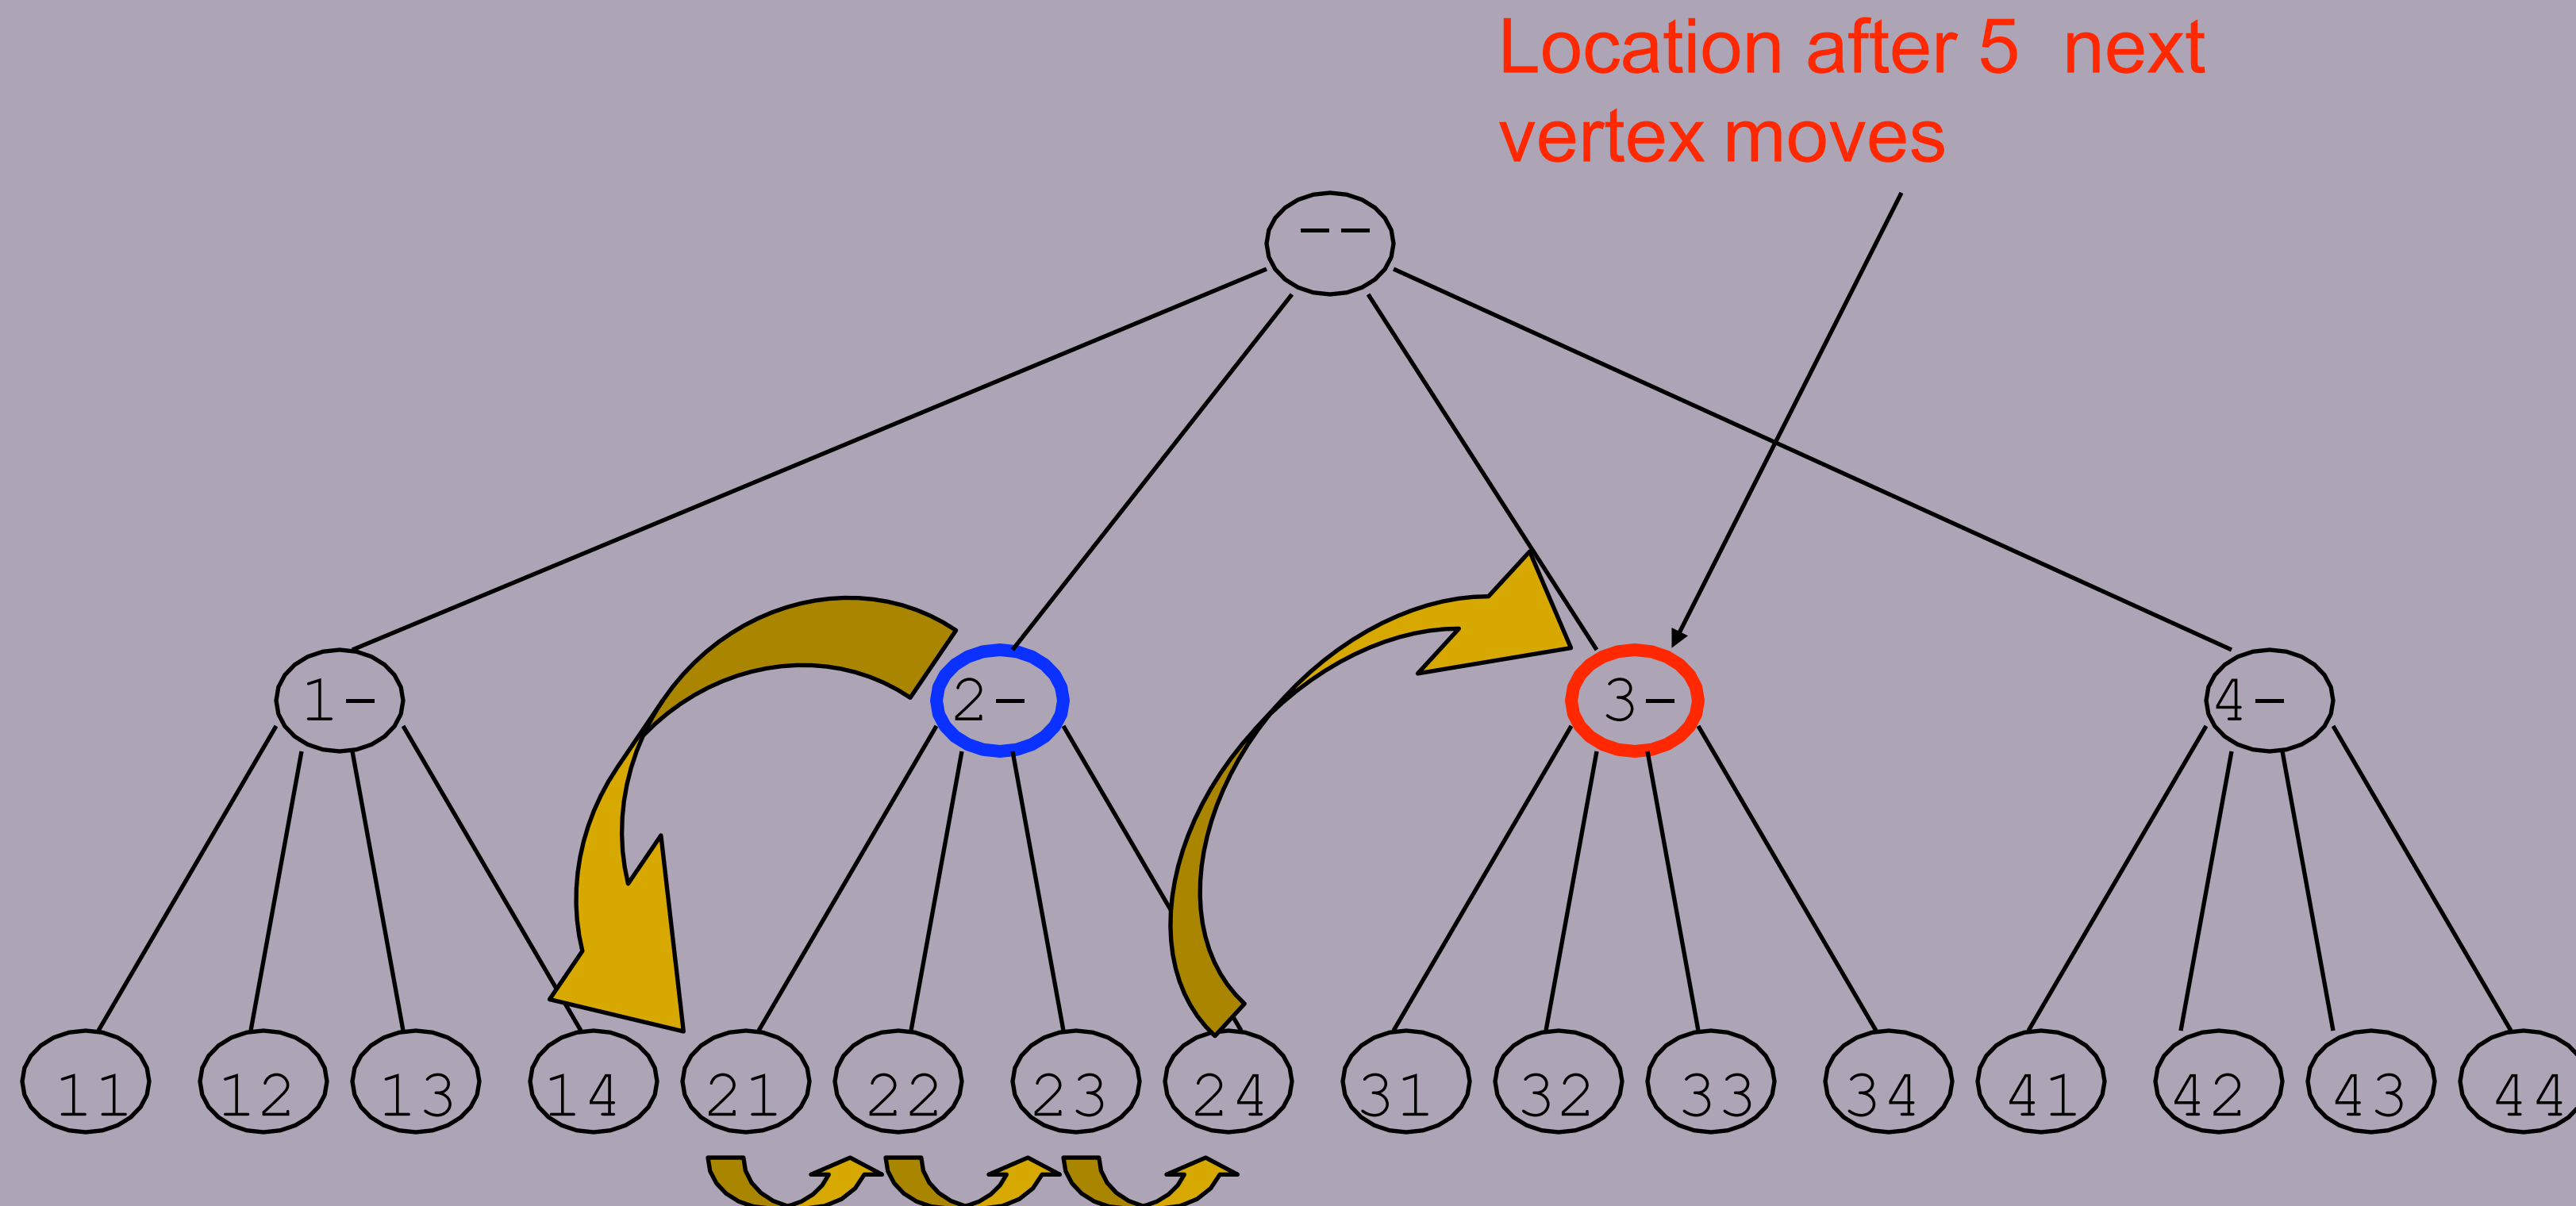 Location after 5 next
vertex moves
--
1- 2- 3- 4-
11 12 13 14 21 22 23 24 31 32 33 34 41 42 43 44